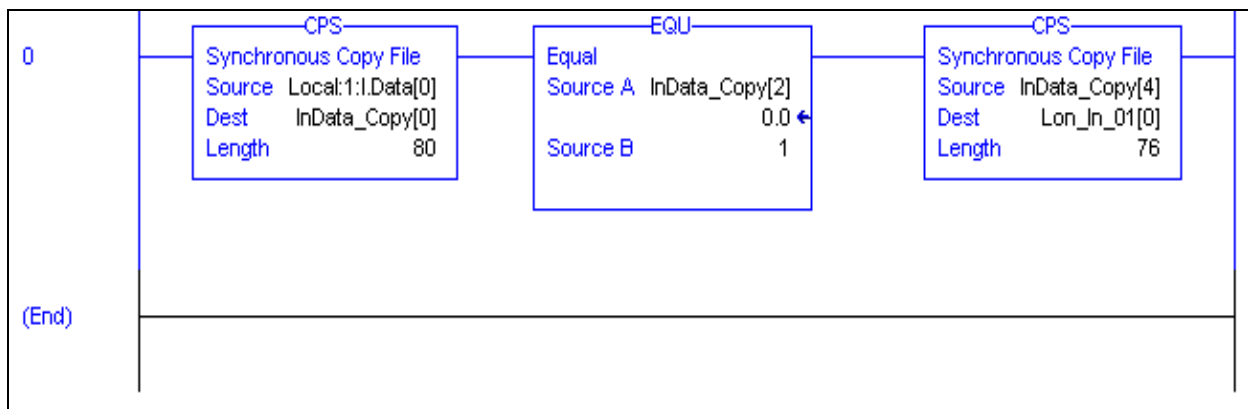 0
CPS
Synchronous Copy File
Source Local:1:I.Data[0]
Dest InData_Copy[0]
Length 80
EQU
Equal
Source A InData_Copy[2]
0.0
Source B 1
CPS
Synchronous Copy File
Source InData_Copy[4]
Dest Lon_In_01[0]
Length 76
(End)